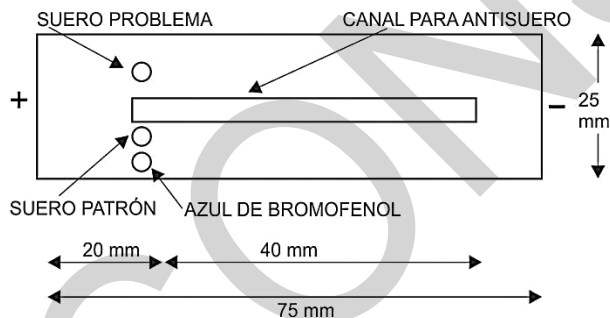 SUERO PROBLEMA
CANAL PARA ANTISUERO
+
−
25
mm
SUERO PATRÓN
AZUL DE BROMOFENOL
20 mm
40 mm
75 mm